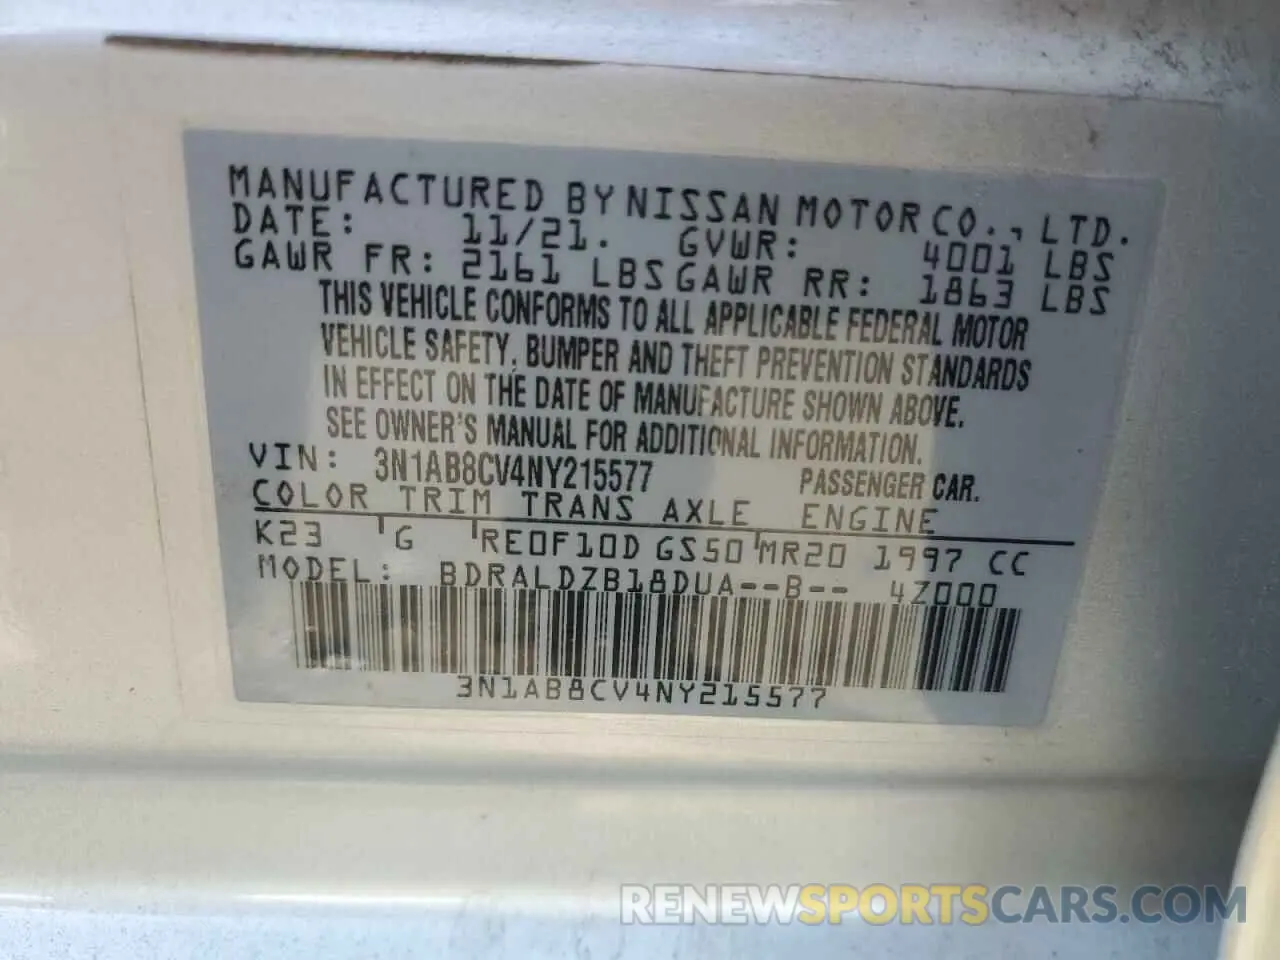 MANUFACTURED BY NISSAN MOTOR CO., LTD.
DATE: 11/21. GVWR: 4001 LBS
GAWR FR: 2161 LBS GAWR RR: 1863 LBS
THIS VEHICLE CONFORMS TO ALL APPLICABLE FEDERAL MOTOR
VEHICLE SAFETY, BUMPER AND THEFT PREVENTION STANDARDS
IN EFFECT ON THE DATE OF MANUFACTURE SHOWN ABOVE.
SEE OWNER'S MANUAL FOR ADDITIONAL INFORMATION.
VIN: 3N1AB8CV4NY215577 PASSENGER CAR.
COLOR TRIM TRANS AXLE ENGINE
K23 G RE0F10D GS50 MR20 1997 CC
MODEL: BDRALDZB18DUA--B-- 4Z000
3N1AB8CV4NY215577
RENEWSPORTSCARS.COM